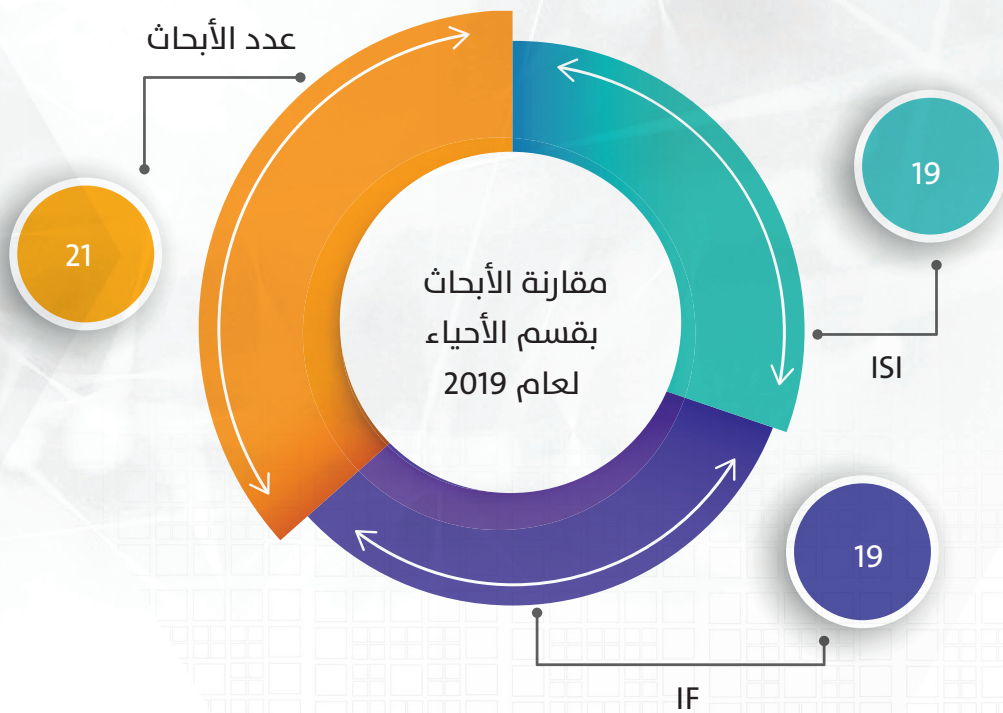 عدد الأبحاث
21
19
ISI
مقارنة الأبحاث
بقسم الأحياء
لعام 2019
19
IF